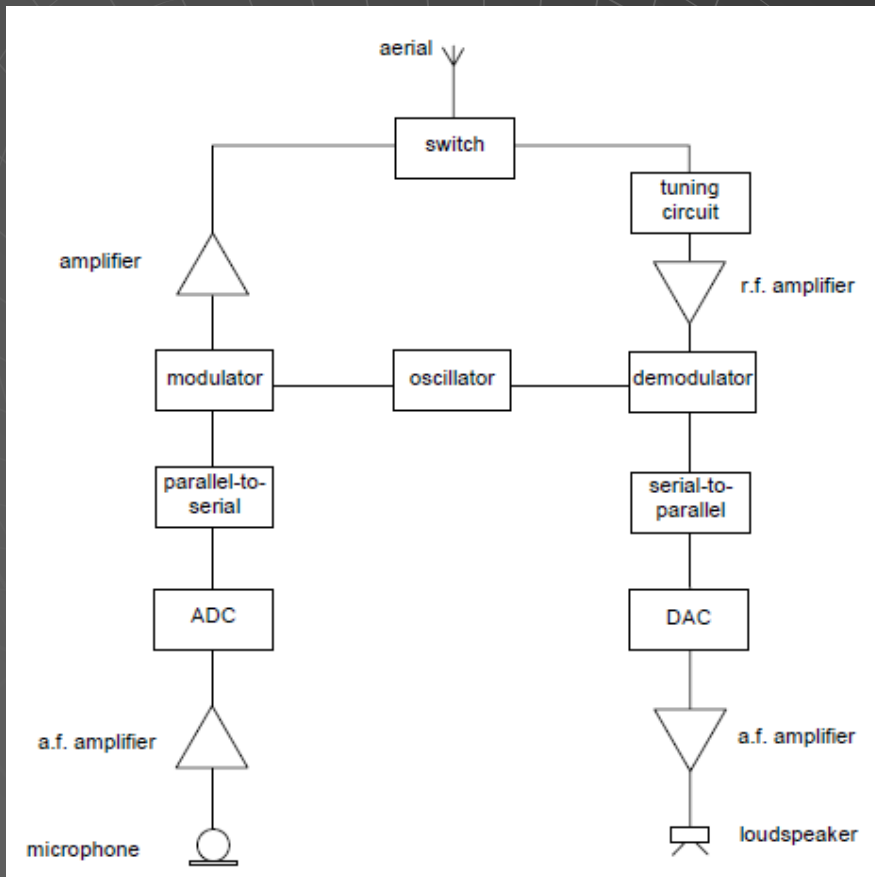 aerial
switch
tuning
circuit
amplifier
r.f. amplifier
modulator
oscillator
demodulator
parallel-to-
serial
serial-to-
parallel
ADC
DAC
a.f. amplifier
a.f. amplifier
microphone
loudspeaker